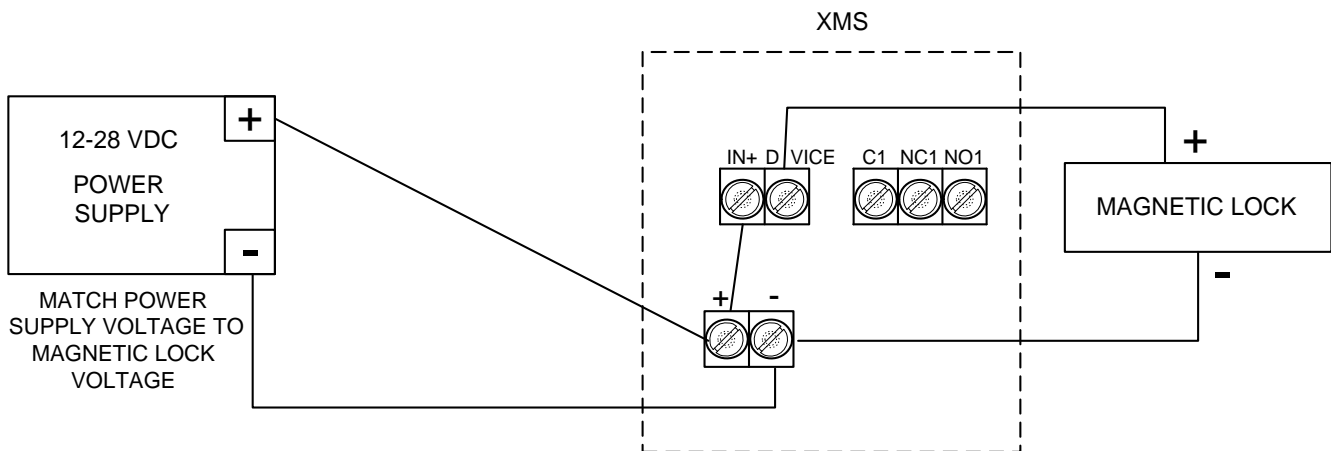 XMS
12-28 VDC
POWER
SUPPLY
+
-
MATCH POWER
SUPPLY VOLTAGE TO
MAGNETIC LOCK
VOLTAGE
IN+ D VICE
C1 NC1 NO1
+ -
+
MAGNETIC LOCK
-